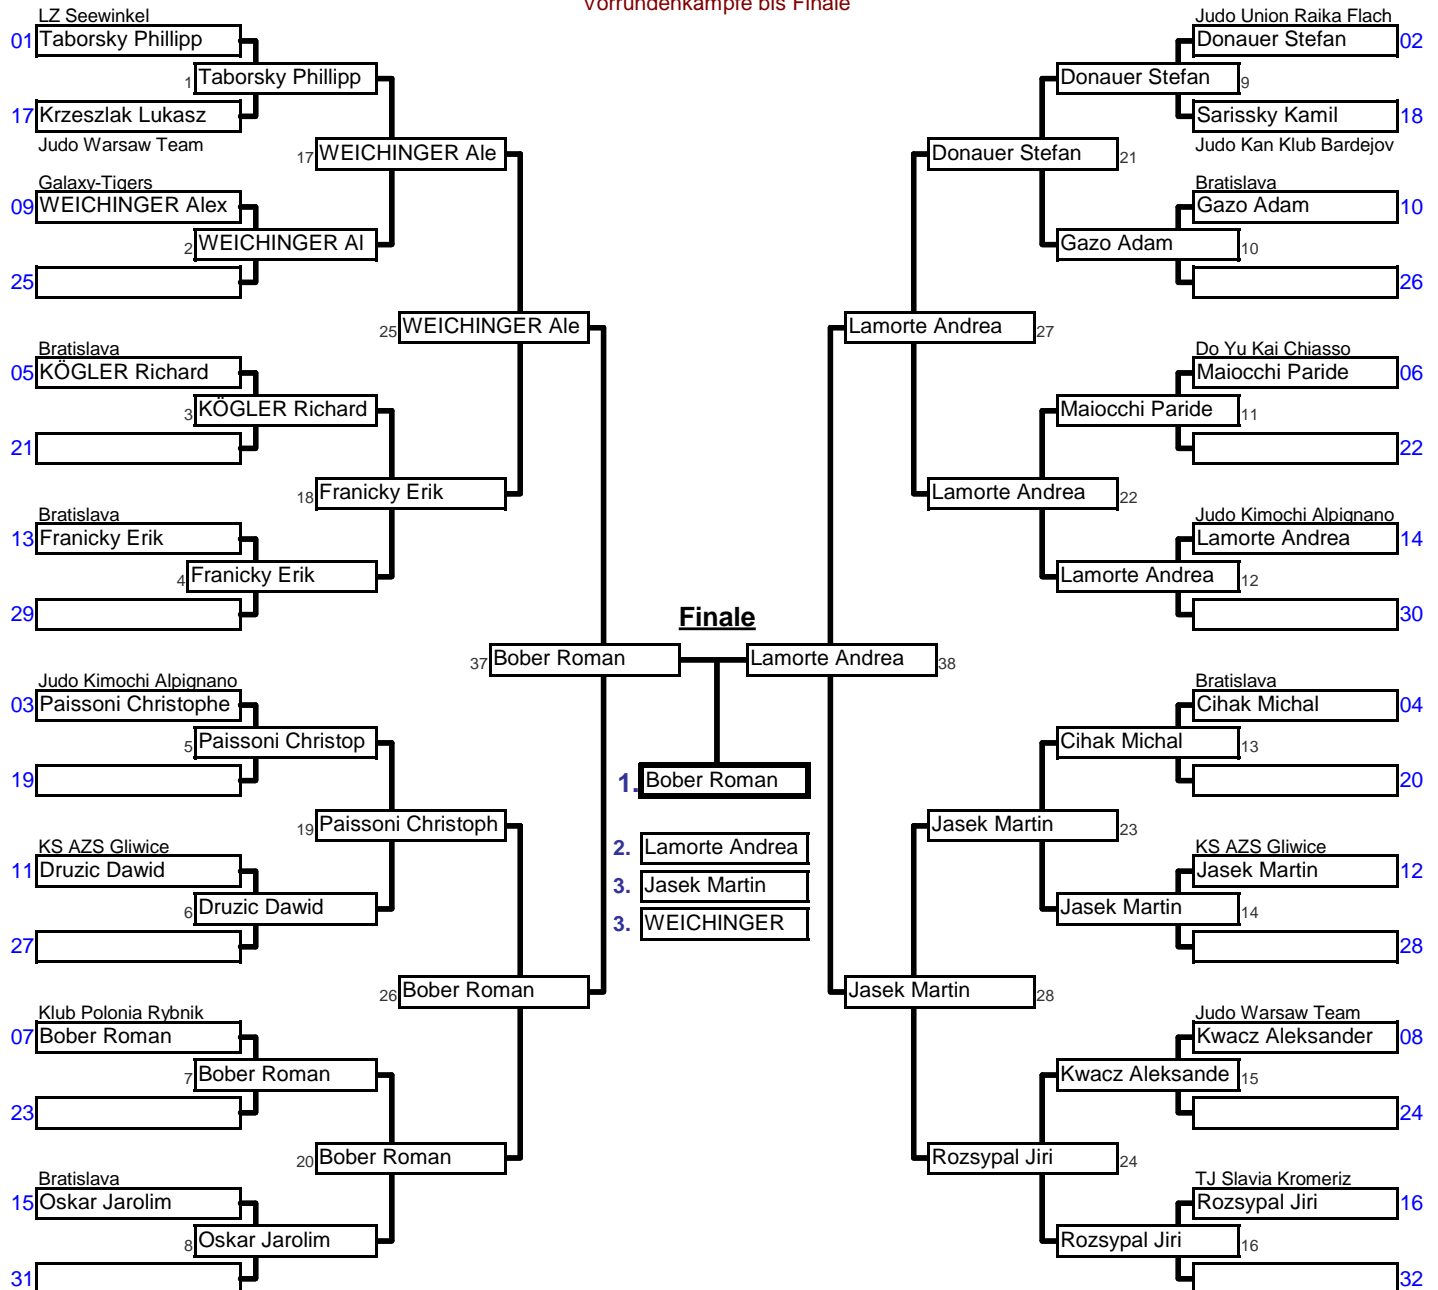 Vorrundenkämpfe bis Finale
LZ Seewinkel
01 Taborsky Phillipp
1 Taborsky Phillipp
17 Krzeszlak Lukasz
Judo Warsaw Team
17 WEICHINGER Ale
Galaxy-Tigers
09 WEICHINGER Alex
2 WEICHINGER Al
25
25 WEICHINGER Ale
Bratislava
05 KÖGLER Richard
3 KÖGLER Richard
21
18 Franicky Erik
Bratislava
13 Franicky Erik
4 Franicky Erik
29
37 Bober Roman
Judo Kimochi Alpignano
03 Paissoni Christophe
5 Paissoni Christop
19
19 Paissoni Christoph
KS AZS Gliwice
11 Druzic Dawid
6 Druzic Dawid
27
26 Bober Roman
Klub Polonia Rybnik
07 Bober Roman
7 Bober Roman
23
20 Bober Roman
Bratislava
15 Oskar Jarolim
8 Oskar Jarolim
31
Finale
1. Bober Roman
2. Lamorte Andrea
3. Jasek Martin
3. WEICHINGER
Judo Union Raika Flach
Donauer Stefan 02
Donauer Stefan 9
Sarissky Kamil 18
Judo Kan Klub Bardejov
Donauer Stefan 21
Bratislava
Gazo Adam 10
Gazo Adam 10
26
Lamorte Andrea 27
Do Yu Kai Chiasso
Maiocchi Paride 06
Maiocchi Paride 11
22
Lamorte Andrea 22
Judo Kimochi Alpignano
Lamorte Andrea 14
Lamorte Andrea 12
30
Lamorte Andrea 38
Bratislava
Cihak Michal 04
Cihak Michal 13
20
Jasek Martin 23
KS AZS Gliwice
Jasek Martin 12
Jasek Martin 14
28
Jasek Martin 28
Judo Warsaw Team
Kwacz Aleksander 08
Kwacz Aleksande 15
24
Rozsypal Jiri 24
TJ Slavia Kromeriz
Rozsypal Jiri 16
Rozsypal Jiri 16
32